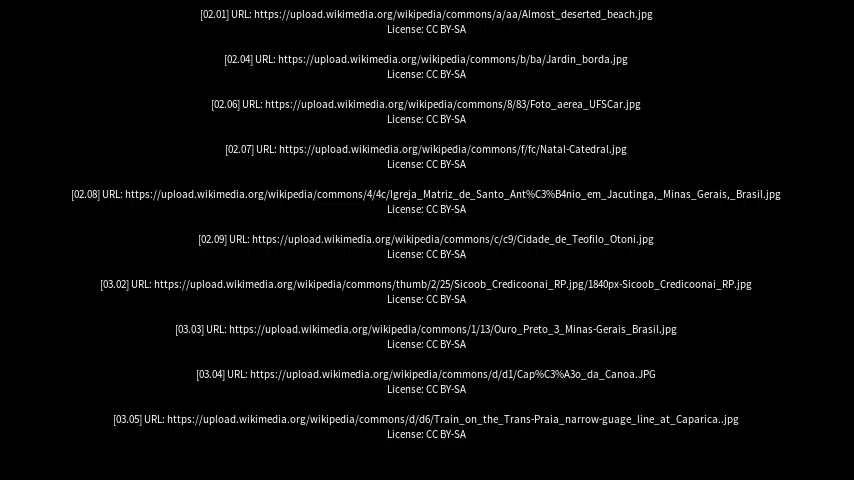 [02.01] URL: https://upload.wikimedia.org/wikipedia/commons/a/aa/Almost_deserted_beach.jpg
License: CC BY-SA
[02.04] URL: https://upload.wikimedia.org/wikipedia/commons/b/ba/Jardin_borda.jpg
License: CC BY-SA
[02.06] URL: https://upload.wikimedia.org/wikipedia/commons/8/83/Foto_aerea_UFSCar.jpg
License: CC BY-SA
[02.07] URL: https://upload.wikimedia.org/wikipedia/commons/f/fc/Natal-Catedral.jpg
License: CC BY-SA
[02.08] URL: https://upload.wikimedia.org/wikipedia/commons/4/4c/Igreja_Matriz_de_Santo_Ant%C3%B4nio_em_Jacutinga,_Minas_Gerais,_Brasil.jpg
License: CC BY-SA
[02.09] URL: https://upload.wikimedia.org/wikipedia/commons/c/c9/Cidade_de_Teofilo_Otoni.jpg
License: CC BY-SA
[03.02] URL: https://upload.wikimedia.org/wikipedia/commons/thumb/2/25/Sicoob_Credicoonai_RP.jpg/1840px-Sicoob_Credicoonai_RP.jpg
License: CC BY-SA
[03.03] URL: https://upload.wikimedia.org/wikipedia/commons/1/13/Ouro_Preto_3_Minas-Gerais_Brasil.jpg
License: CC BY-SA
[03.04] URL: https://upload.wikimedia.org/wikipedia/commons/d/d1/Cap%C3%A3o_da_Canoa.JPG
License: CC BY-SA
[03.05] URL: https://upload.wikimedia.org/wikipedia/commons/d/d6/Train_on_the_Trans-Praia_narrow-guage_line_at_Caparica..jpg
License: CC BY-SA